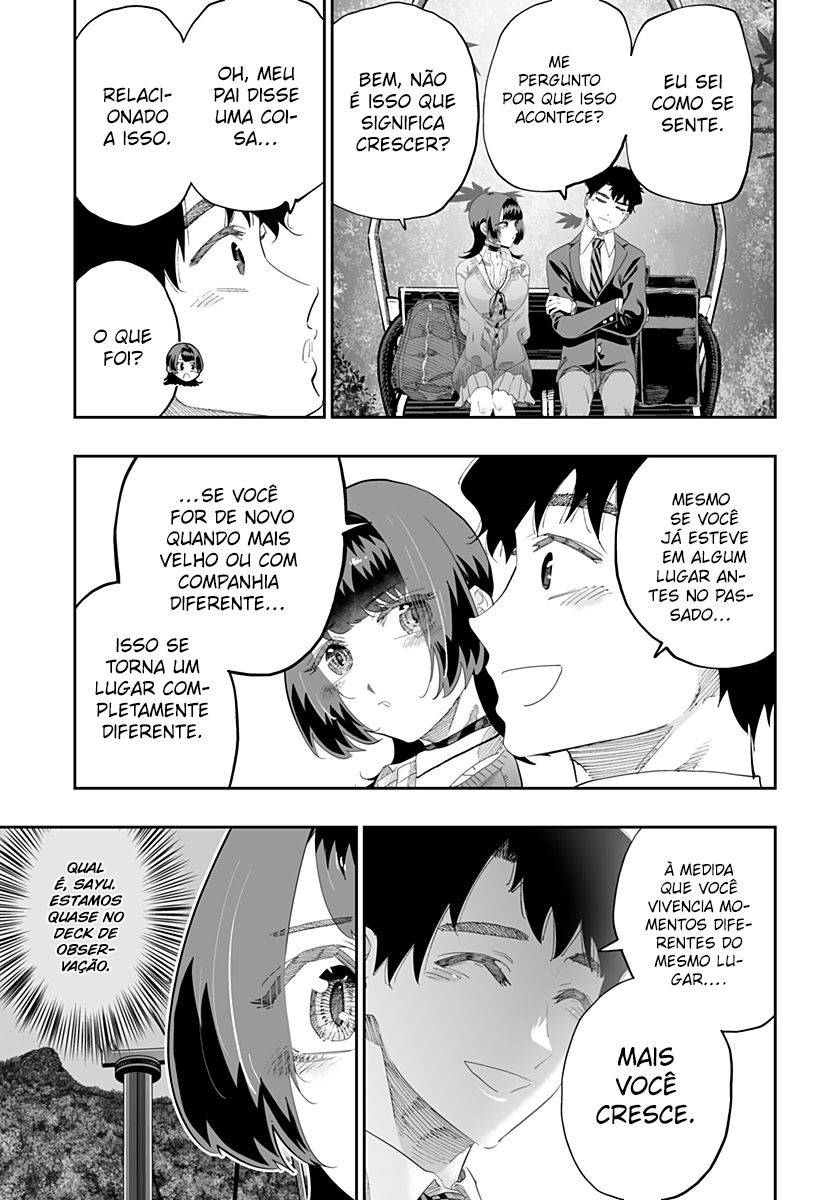 EU SEI
COMO SE
SENTE.
ME
PERGUNTO
POR QUE ISSO
ACONTECE?
BEM, NÃO
É ISSO QUE
SIGNIFICA
CRESCER?
OH, MEU
PAI DISSE
UMA COI-
SA...
RELACI-
ONADO
A ISSO.
O QUE
FOI?
MESMO
SE VOCÊ
JÁ ESTEVE
EM ALGUM
LUGAR AN-
TES NO PAS-
SADO...
...SE VOCÊ
FOR DE NOVO
QUANDO MAIS
VELHO OU COM
COMPANHIA
DIFERENTE...
ISSO SE
TORNA UM
LUGAR COM-
PLETAMENTE
DIFERENTE.
À MEDIDA
QUE VOCÊ
VIVENCIA MO-
MENTOS DIFE-
RENTES DO
MESMO LU-
GAR....
MAIS
VOCÊ
CRESCE.
QUAL
É, SAYU.
ESTAMOS
QUASE NO
DECK DE
OBSER-
VAÇÃO.